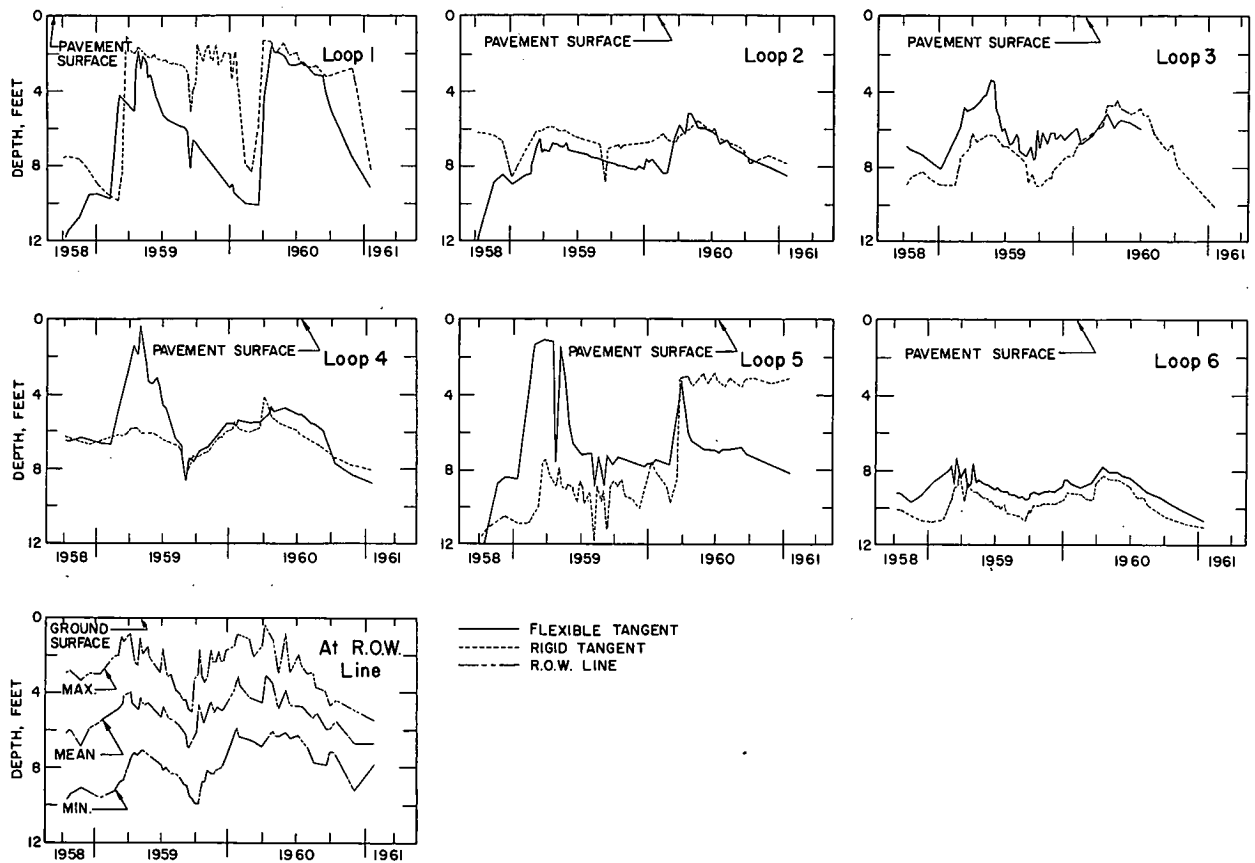 0
PAVEMENT SURFACE
Loop 1
4
DEPTH, FEET
8
12
1958 1959 1960 1961
0
PAVEMENT SURFACE
Loop 2
4
8
12
1958 1959 1960 1961
0
PAVEMENT SURFACE
Loop 3
4
8
12
1958 1959 1960 1961
0
PAVEMENT SURFACE
Loop 4
4
DEPTH, FEET
8
12
1958 1959 1960 1961
0
PAVEMENT SURFACE
Loop 5
4
8
12
1958 1959 1960 1961
0
PAVEMENT SURFACE
Loop 6
4
8
12
1958 1959 1960 1961
0
GROUND SURFACE
At R.O.W.
Line
MAX.
4
DEPTH, FEET
MEAN
8
MIN.
12
1958 1959 1960 1961
FLEXIBLE TANGENT
RIGID TANGENT
R.O.W. LINE